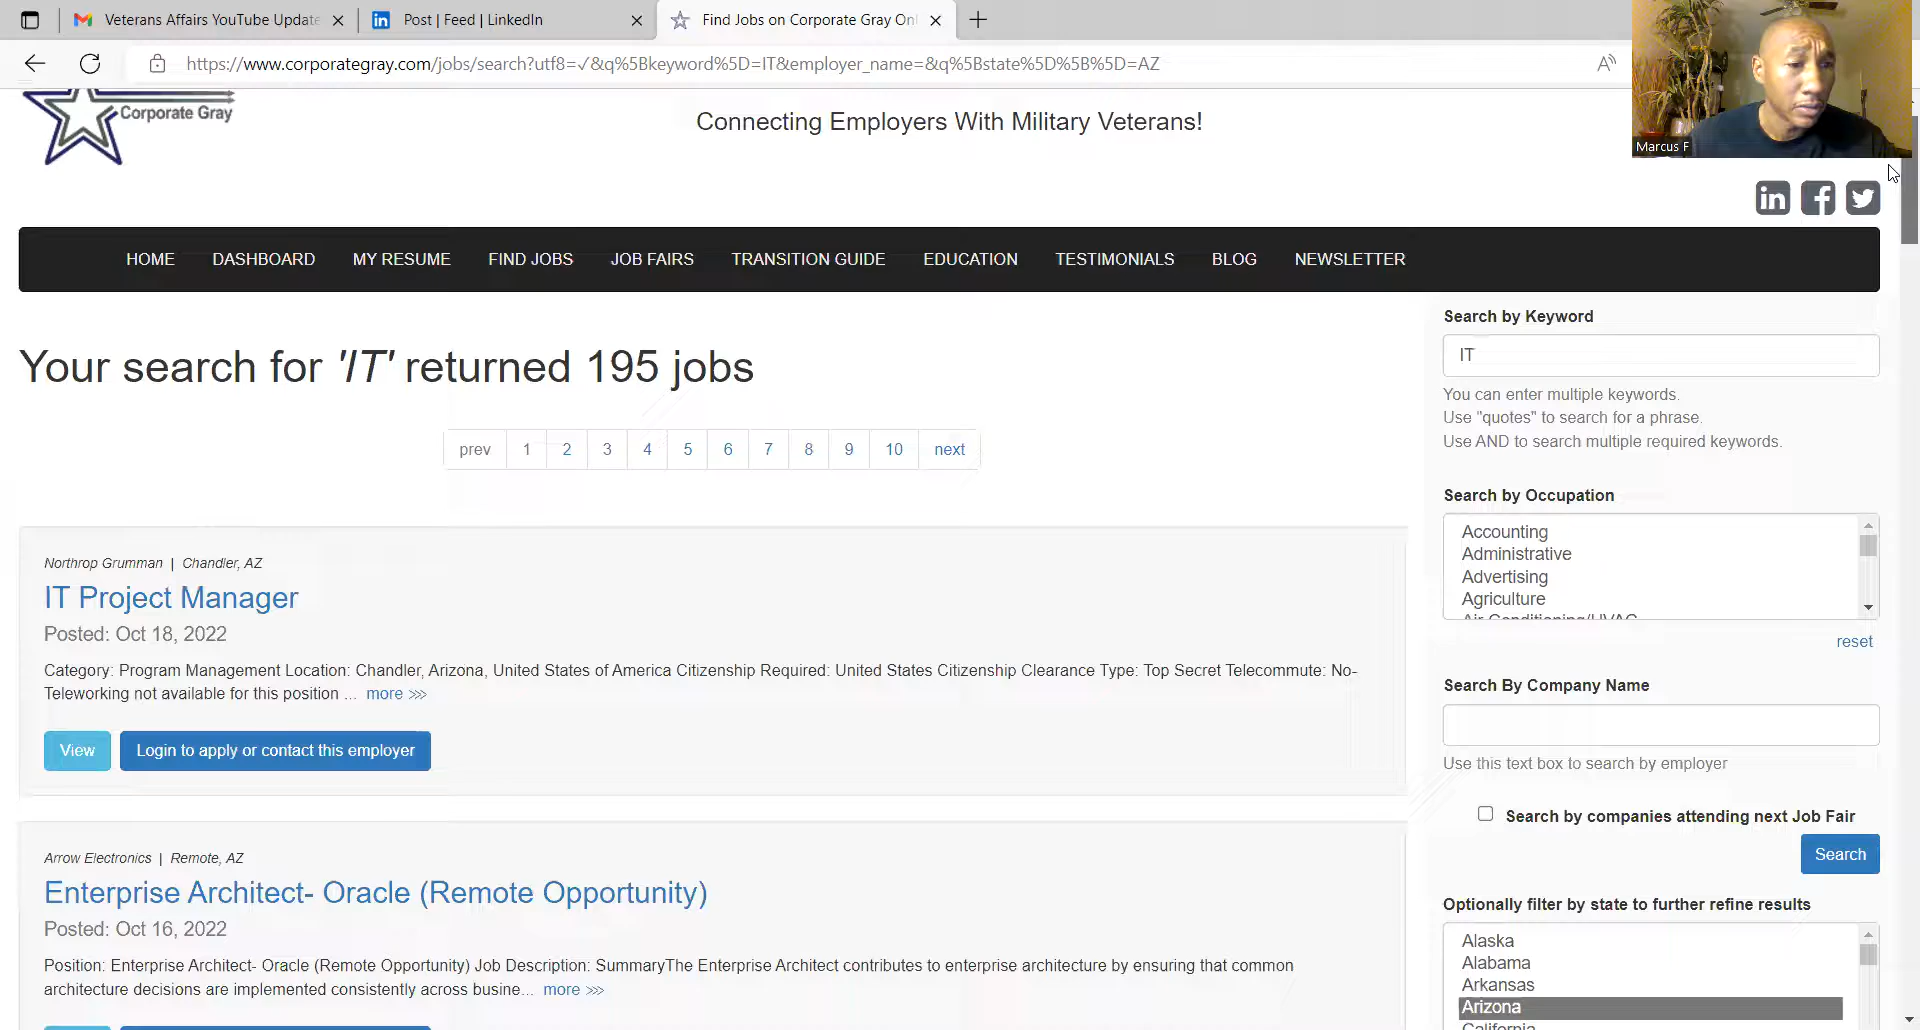 Veterans Affairs YouTube Update
Post | Feed | LinkedIn
Find Jobs on Corporate Gray Onl
https://www.corporategray.com/jobs/search?utf8=✓&q%5Bkeyword%5D=IT&employer_name=&q%5Bstate%5D%5B%5D=AZ
Marcus F
Corporate Gray
Connecting Employers With Military Veterans!
HOME DASHBOARD MY RESUME FIND JOBS JOB FAIRS TRANSITION GUIDE EDUCATION TESTIMONIALS BLOG NEWSLETTER
Your search for 'IT' returned 195 jobs
prev 1 2 3 4 5 6 7 8 9 10 next
Northrop Grumman | Chandler, AZ
IT Project Manager
Posted: Oct 18, 2022
Category: Program Management Location: Chandler, Arizona, United States of America Citizenship Required: United States Citizenship Clearance Type: Top Secret Telecommute: No-
Teleworking not available for this position ... more >>>
View
Login to apply or contact this employer
Arrow Electronics | Remote, AZ
Enterprise Architect- Oracle (Remote Opportunity)
Posted: Oct 16, 2022
Position: Enterprise Architect- Oracle (Remote Opportunity) Job Description: SummaryThe Enterprise Architect contributes to enterprise architecture by ensuring that common
architecture decisions are implemented consistently across busine... more >>>
Search by Keyword
IT
You can enter multiple keywords.
Use "quotes" to search for a phrase.
Use AND to search multiple required keywords.
Search by Occupation
Accounting
Administrative
Advertising
Agriculture
Air Conditioning/HVAC
reset
Search By Company Name
Use this text box to search by employer
Search by companies attending next Job Fair
Search
Optionally filter by state to further refine results
Alaska
Alabama
Arkansas
Arizona
California